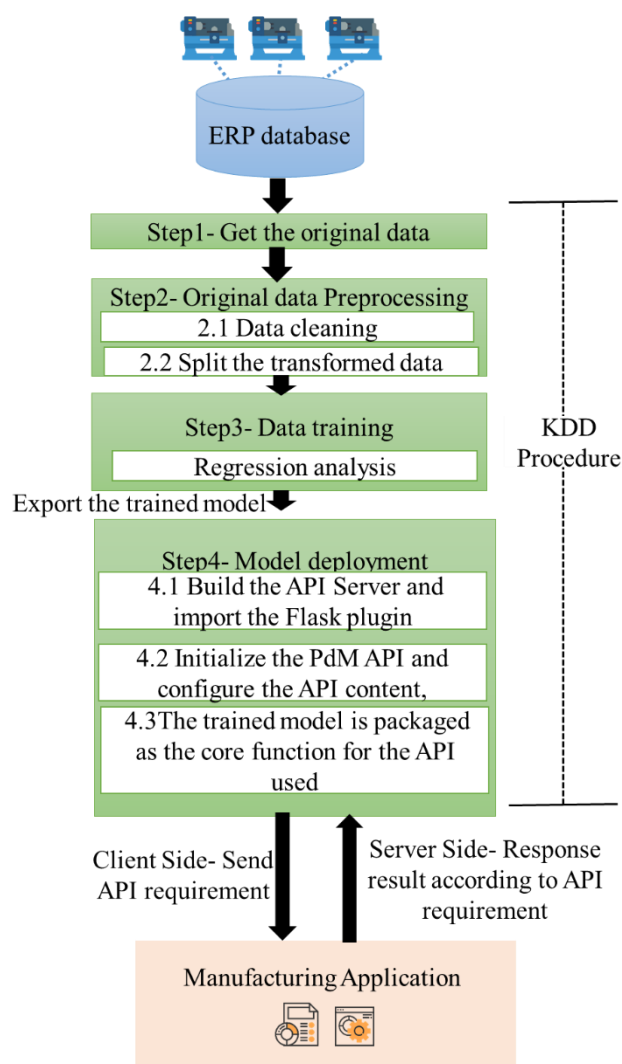 ERP database
Step1- Get the original data
Step2- Original data Preprocessing
2.1 Data cleaning
2.2 Split the transformed data
Step3- Data training
Regression analysis
Export the trained model
KDD
Procedure
Step4- Model deployment
4.1 Build the API Server and
import the Flask plugin
4.2 Initialize the PdM API and
configure the API content,
4.3The trained model is packaged
as the core function for the API
used
Client Side- Send
API requirement
Server Side- Response
result according to API
requirement
Manufacturing Application